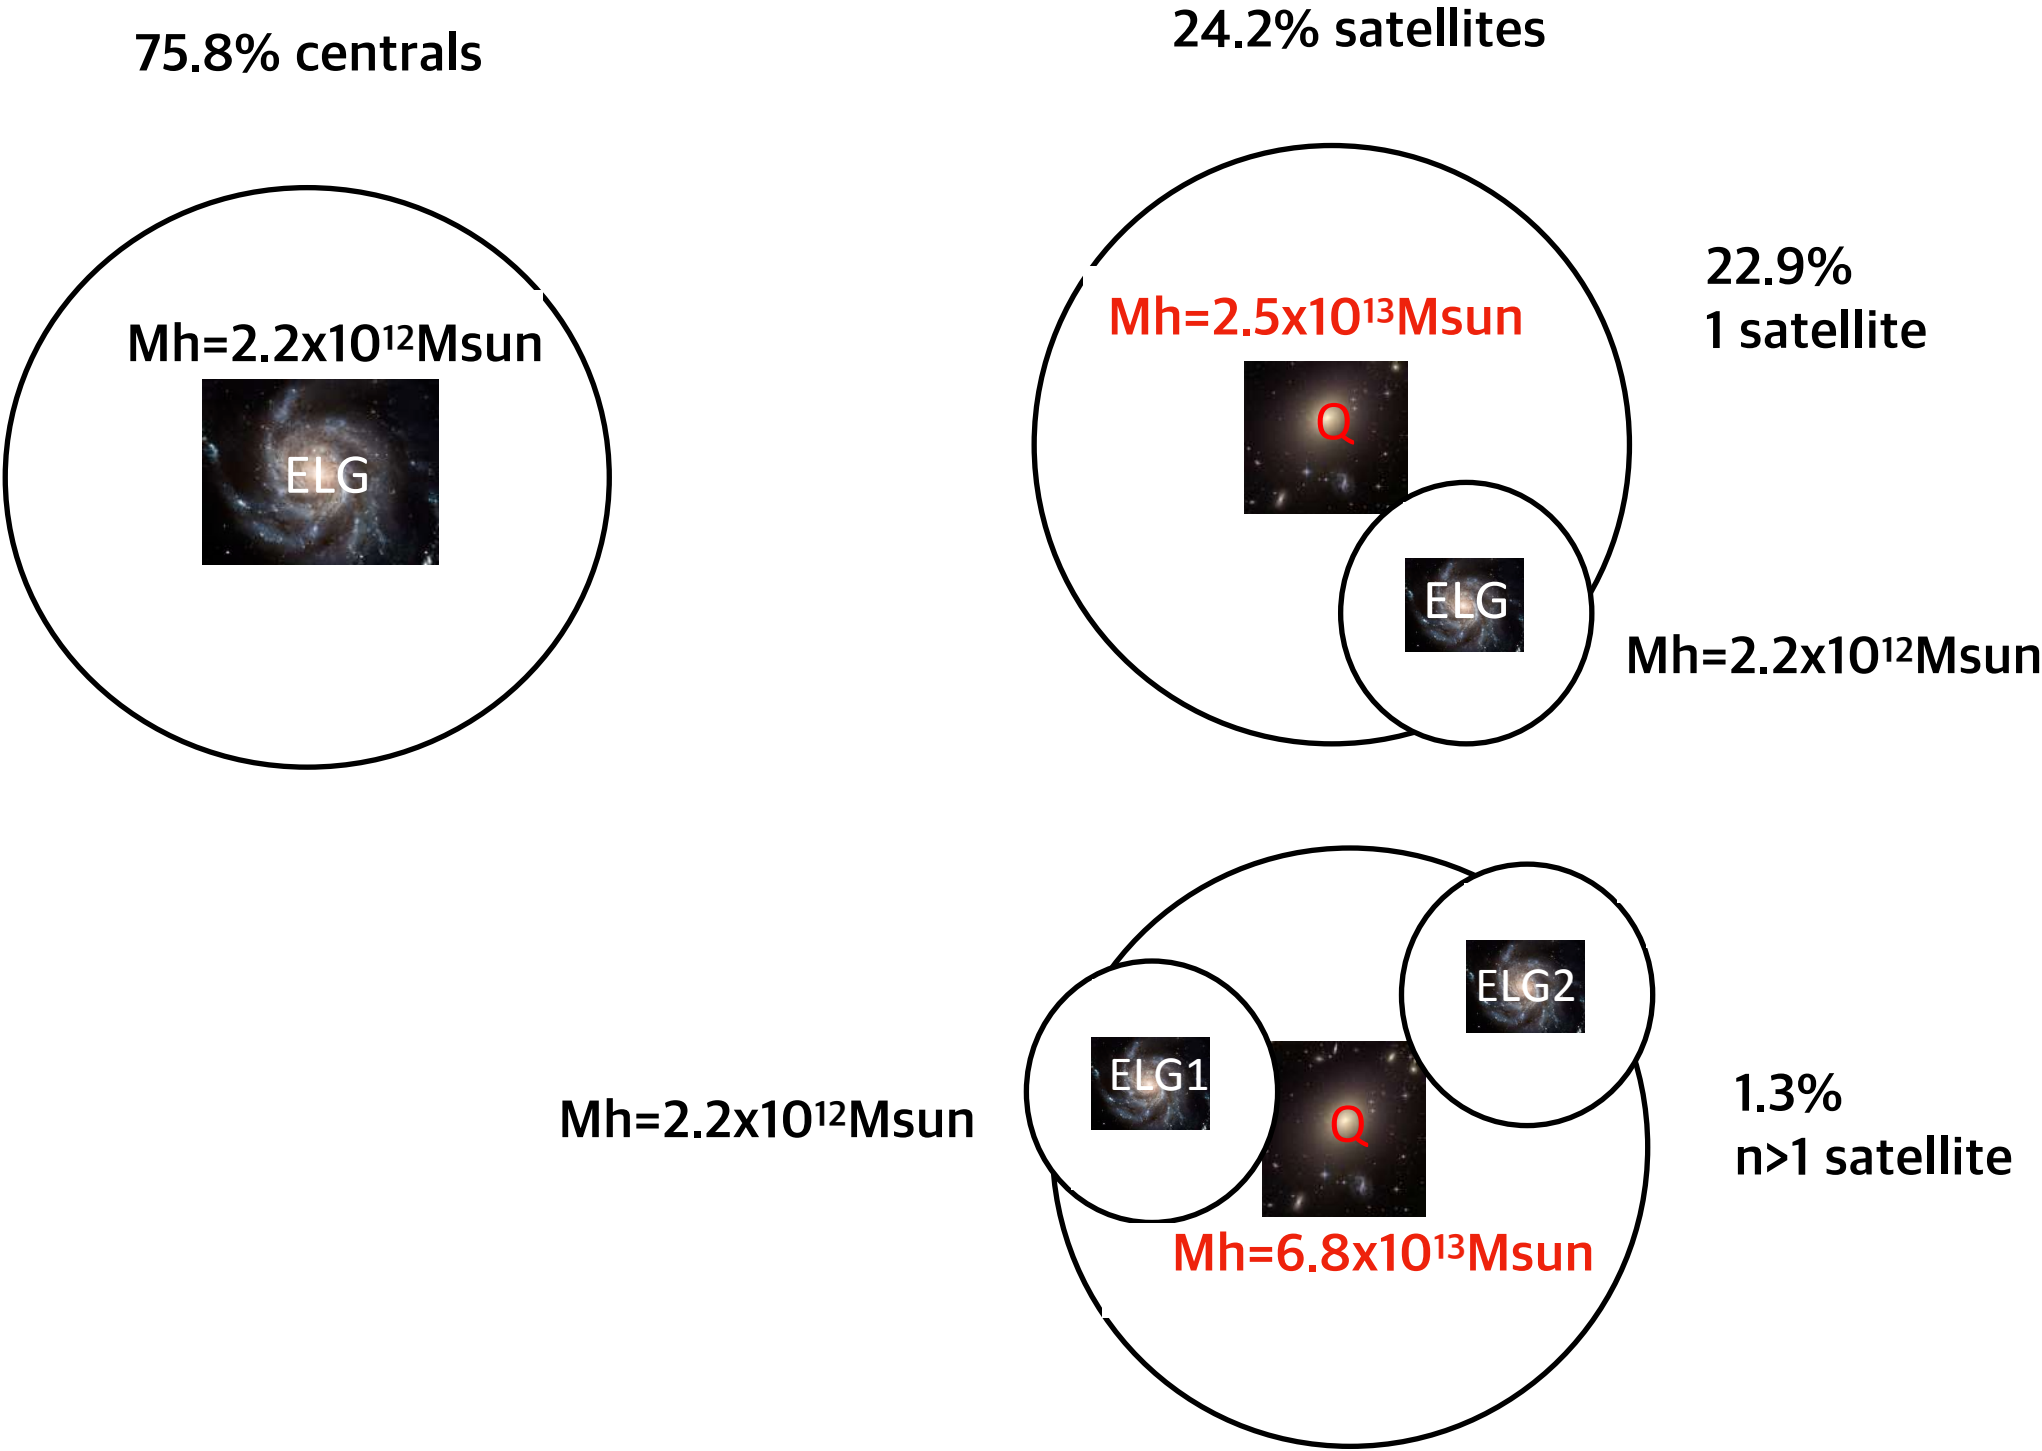 75.8% centrals
24.2% satellites
Mh=2.2x10¹²Msun
ELG
Mh=2.5x10¹³Msun
Q
22.9%
1 satellite
ELG
Mh=2.2x10¹²Msun
ELG2
ELG1
Mh=2.2x10¹²Msun
Q
1.3%
n>1 satellite
Mh=6.8x10¹³Msun